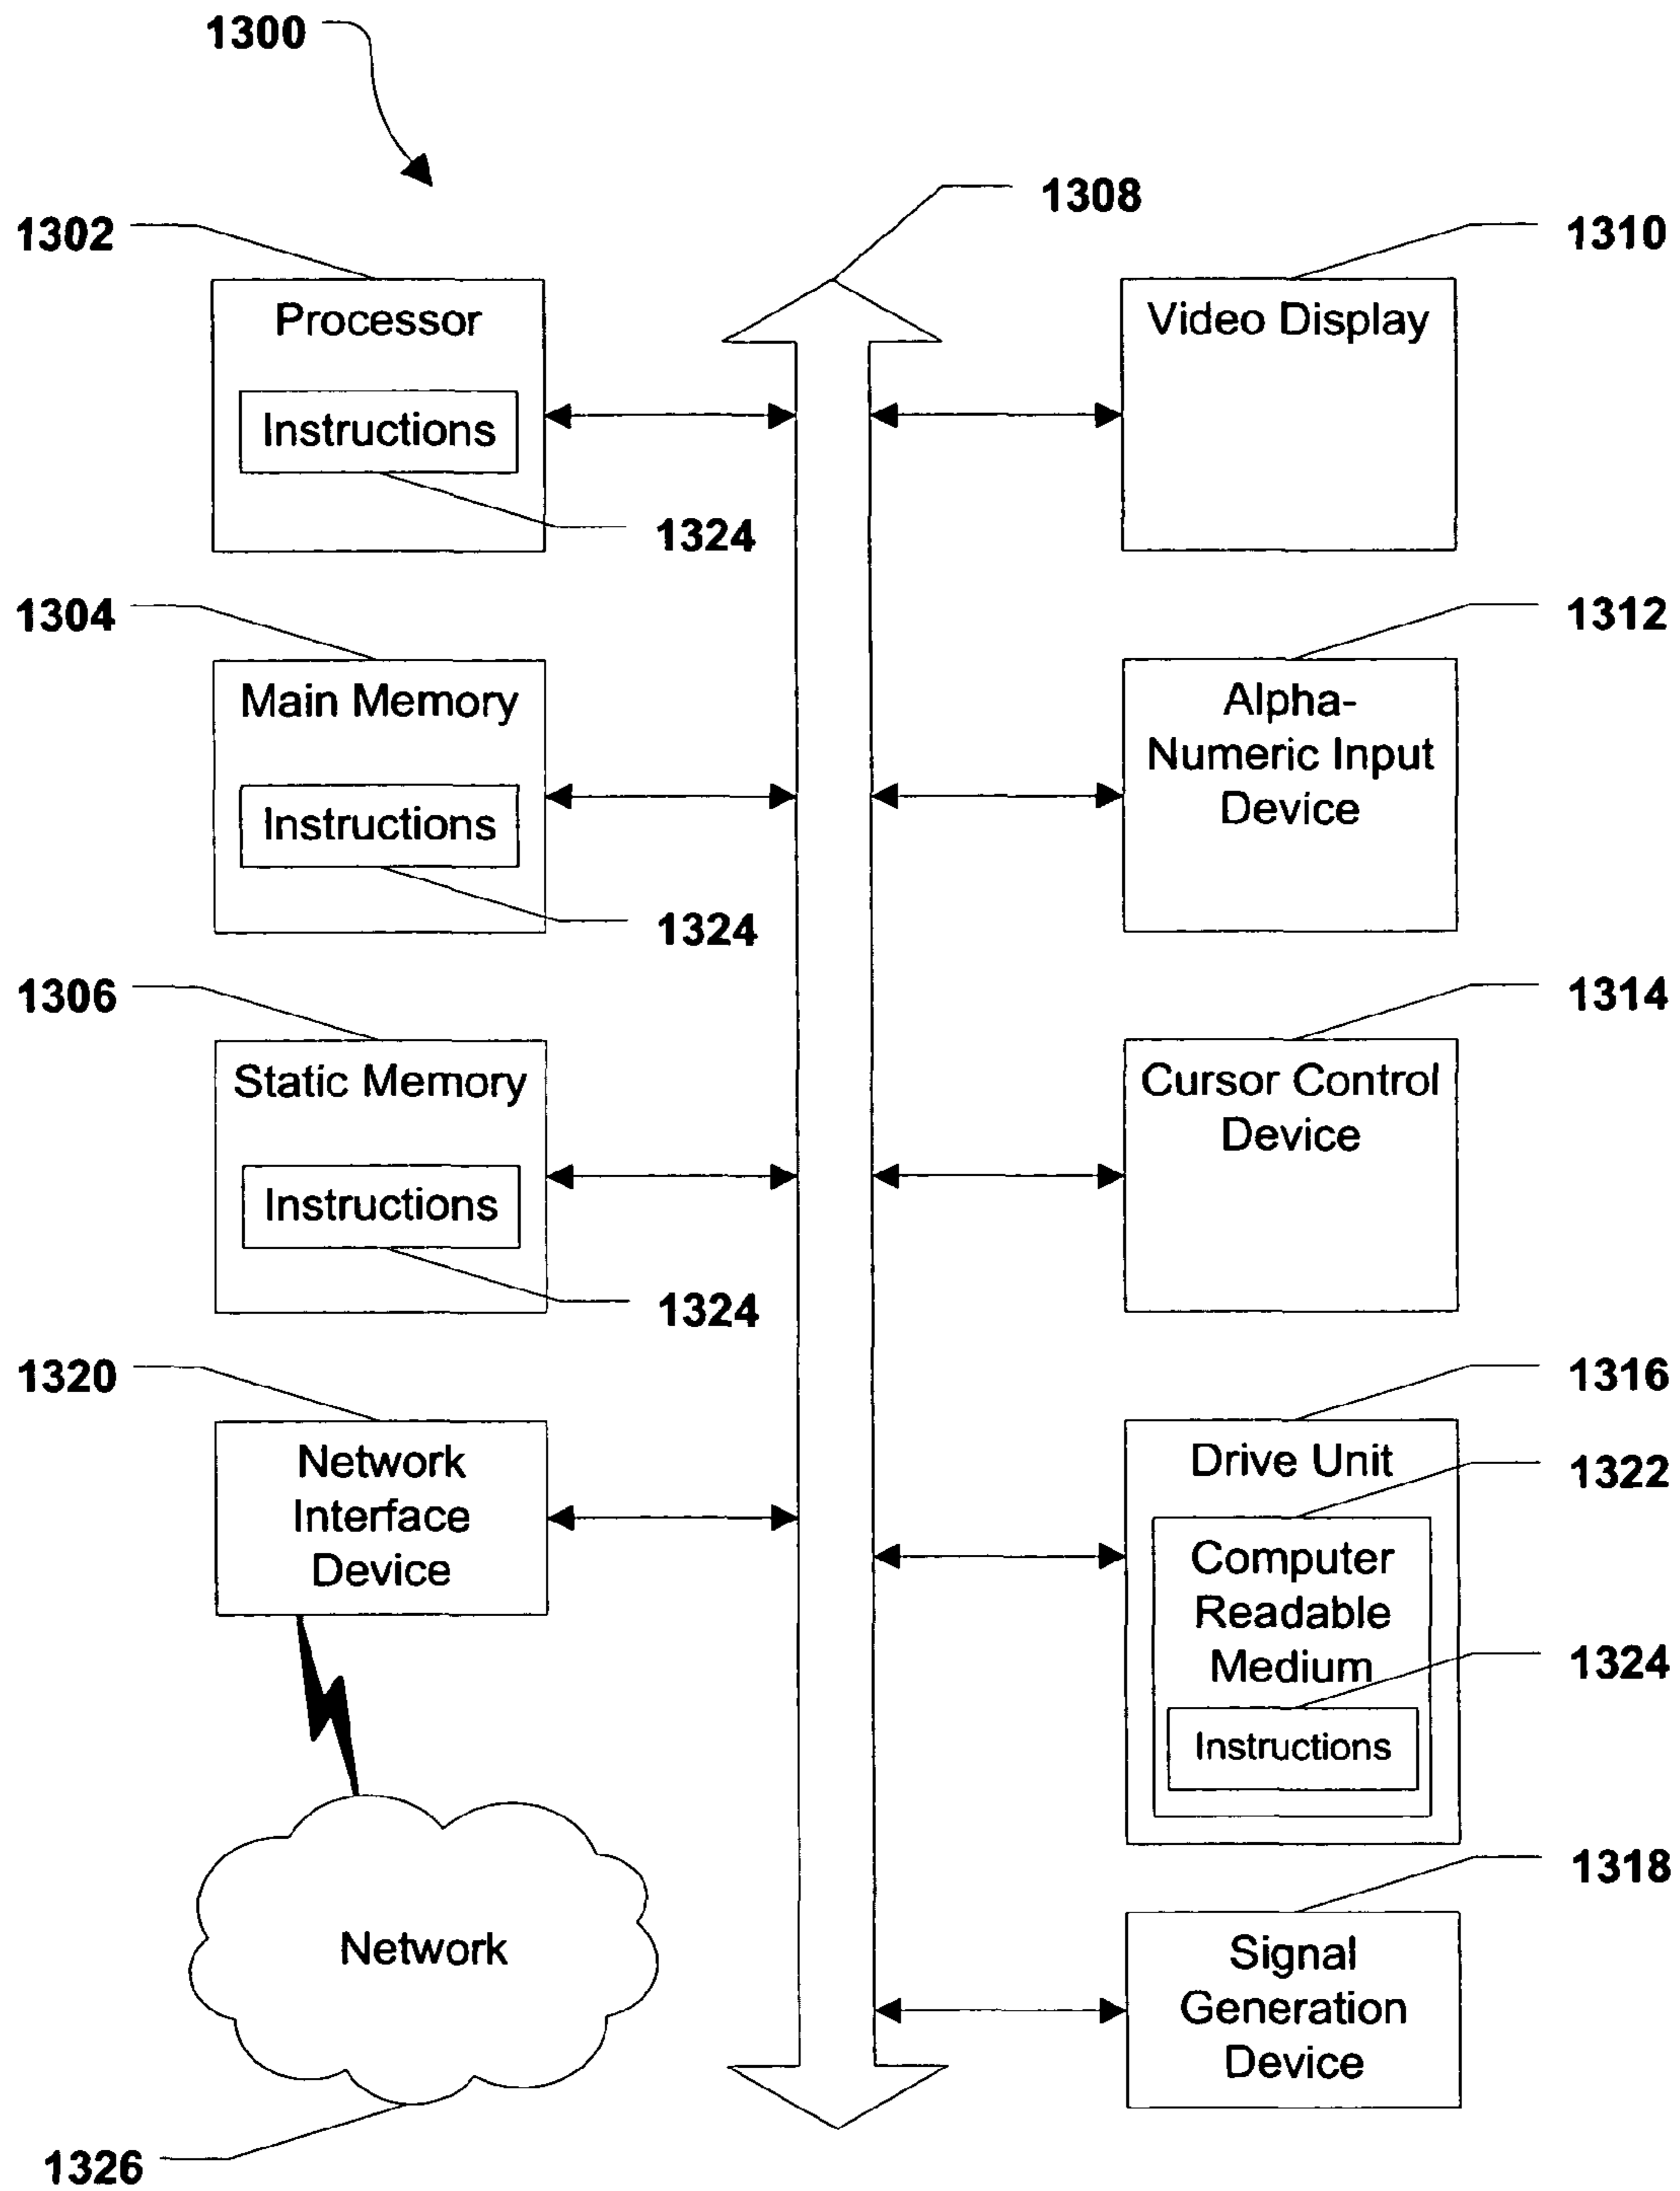 1300
1308
1302
1310
Processor
Instructions
1324
Video Display
1304
1312
Main Memory
Instructions
1324
Alpha-
Numeric Input
Device
1306
1314
Static Memory
Instructions
1324
Cursor Control
Device
1320
1316
Network
Interface
Device
Drive Unit
1322
Computer
Readable
Medium
1324
Instructions
1318
Network
Signal
Generation
Device
1326